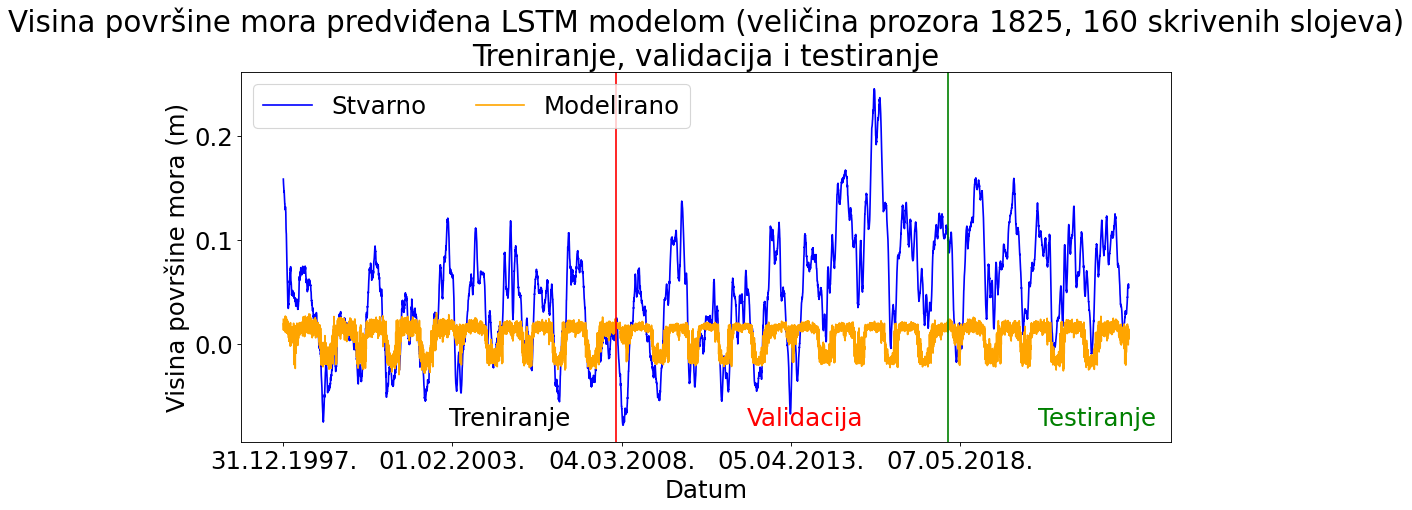 Visina površine mora predviđena LSTM modelom (veličina prozora 1825, 160 skrivenih slojeva)
Treniranje, validacija i testiranje
Stvarno
Modelirano
Visina površine mora (m)
0.2
0.1
0.0
Treniranje
Validacija
Testiranje
31.12.1997.
01.02.2003.
04.03.2008.
05.04.2013.
07.05.2018.
Datum